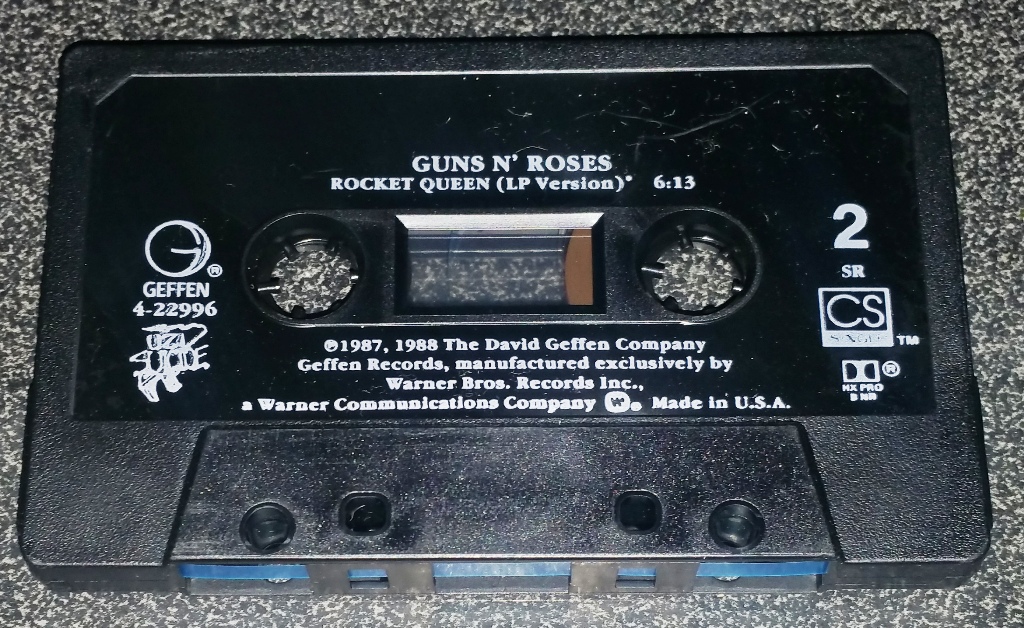 GUNS N' ROSES
ROCKET QUEEN (LP Version)* 6:13
GEFFEN
®
4-22996
UZI
SUICIDE
2
SR
CS
SINGLE
™
®
HX PRO
B NR
℗1987, 1988 The David Geffen Company
Geffen Records, manufactured exclusively by
Warner Bros. Records Inc.,
a Warner Communications Company W. Made in U.S.A.